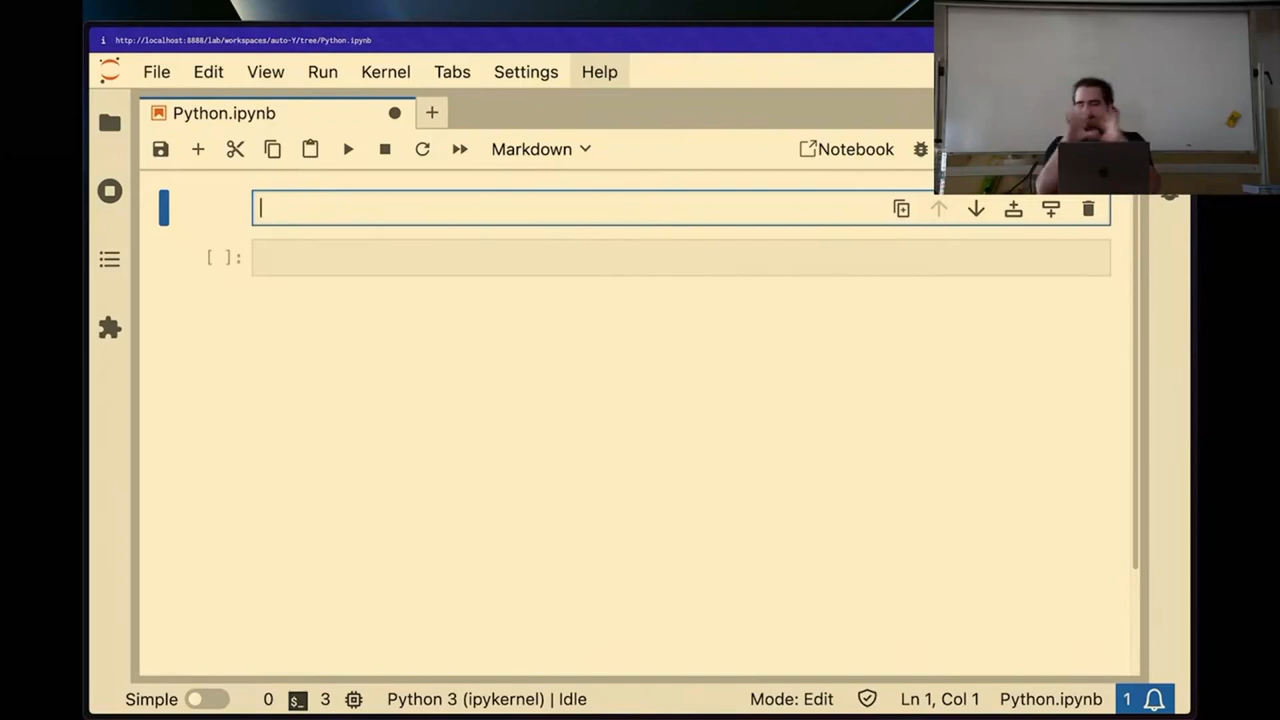 http://localhost:8888/lab/workspaces/auto-Y/tree/Python.ipynb
File Edit View Run Kernel Tabs Settings Help
Python.ipynb
Markdown Notebook
[ ]:
Simple 0 $_ 3 Python 3 (ipykernel) | Idle Mode: Edit Ln 1, Col 1 Python.ipynb 1